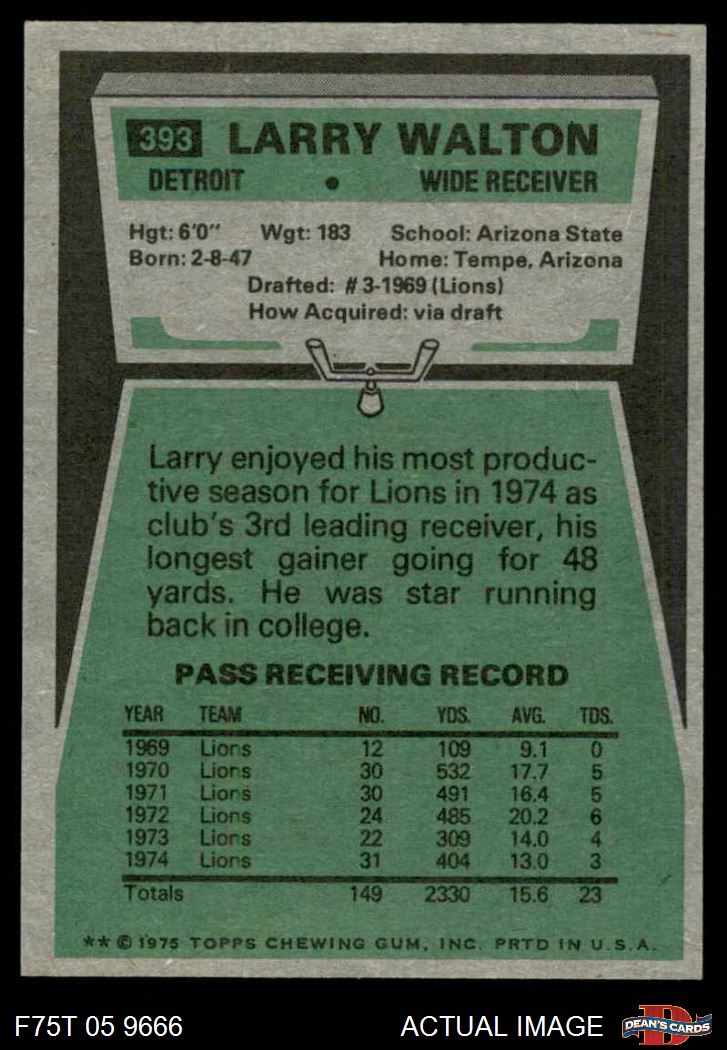 393 LARRY WALTON
DETROIT • WIDE RECEIVER
Hgt: 6'0" Wgt: 183 School: Arizona State
Born: 2-8-47 Home: Tempe, Arizona
Drafted: #3-1969 (Lions)
How Acquired: via draft
Larry enjoyed his most produc-
tive season for Lions in 1974 as
club's 3rd leading receiver, his
longest gainer going for 48
yards. He was star running
back in college.
PASS RECEIVING RECORD
YEAR TEAM NO. YDS. AVG. TDS.
1969 Lions 12 109 9.1 0
1970 Lions 30 532 17.7 5
1971 Lions 30 491 16.4 5
1972 Lions 24 485 20.2 6
1973 Lions 22 309 14.0 4
1974 Lions 31 404 13.0 3
Totals 149 2330 15.6 23
** © 1975 TOPPS CHEWING GUM, INC. PRTD IN U.S.A.
F75T 05 9666 ACTUAL IMAGE D DEAN'S CARDS